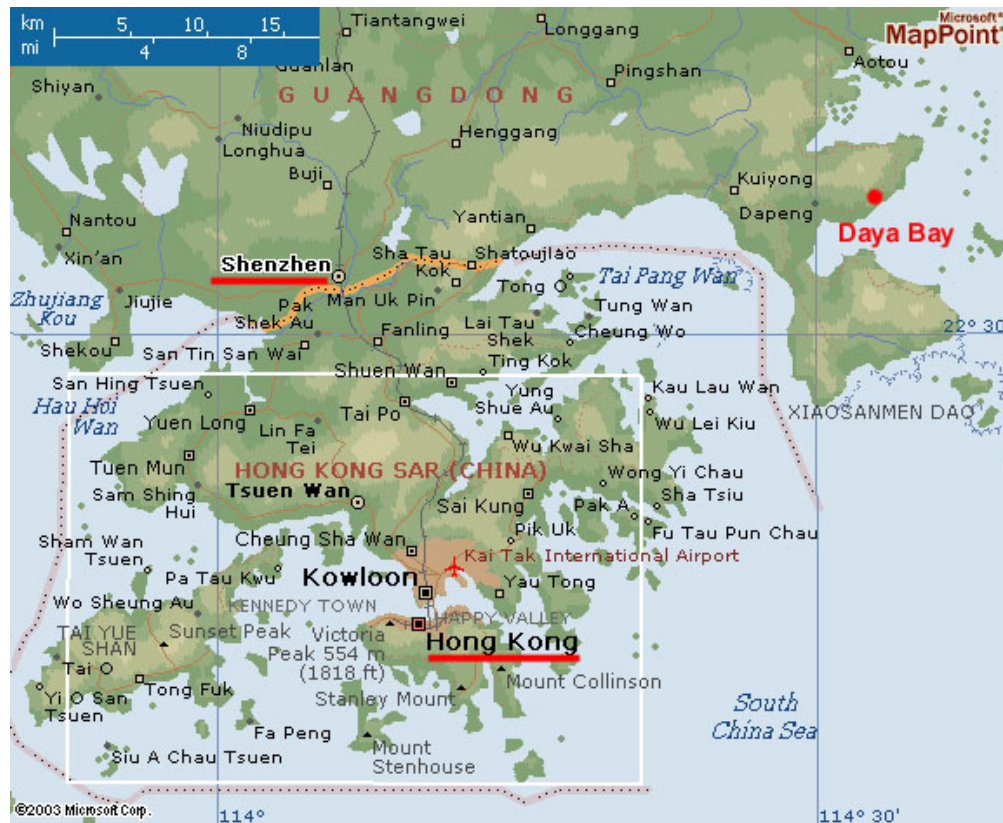 km 5, 10, 15,
mi 4 8
Microsoft®
MapPoint®
Tiantangwei
Longgang
Aotou
Guanlan
Pingshan
Shiyan
GUANGDONG
Niudipu
Longhua
Henggang
Buji
Kuiyong
Nantou
Yantian
Dapeng
Daya Bay
Xin'an
Sha Tau
Kok
Shatoujiao
Shenzhen
Tai Pang Wan
Tong O
Zhujiang
Kou
Jiujie
Pak
Shek Au
Man Uk Pin
Tung Wan
Lai Tau
Shek
Cheung Wo
22° 30'
Fanling
Shekou
San Tin San Wai
Ting Kok
Shuen Wan
San Hing Tsuen
Yung
Shue Au
Kau Lau Wan
Hau Hoi
Wan
Yuen Long
Tai Po
XIAOSANMEN DAO
Wu Lei Kiu
Lin Fa
Tei
Wu Kwai Sha
Tuen Mun
HONG KONG SAR (CHINA)
Wong Yi Chau
Sam Shing
Hui
Tsuen Wan
Sha Tsiu
Sai Kung
Pak A
Pik Uk
Fu Tau Pun Chau
Sham Wan
Tsuen
Cheung Sha Wan
Kai Tak International Airport
Pa Tau Kwu
Kowloon
Yau Tong
Wo Sheung Au
KENNEDY TOWN
HAPPY VALLEY
TAI YUE
SHAN
Sunset Peak
Victoria
Peak 554 m
(1818 ft)
Hong Kong
Tai O
Mount Collinson
Tong Fuk
Stanley Mount
Yi O San
Tsuen
South
China Sea
Fa Peng
Mount
Stenhouse
Siu A Chau Tsuen
©2003 Microsoft Corp.
114°
114° 30'